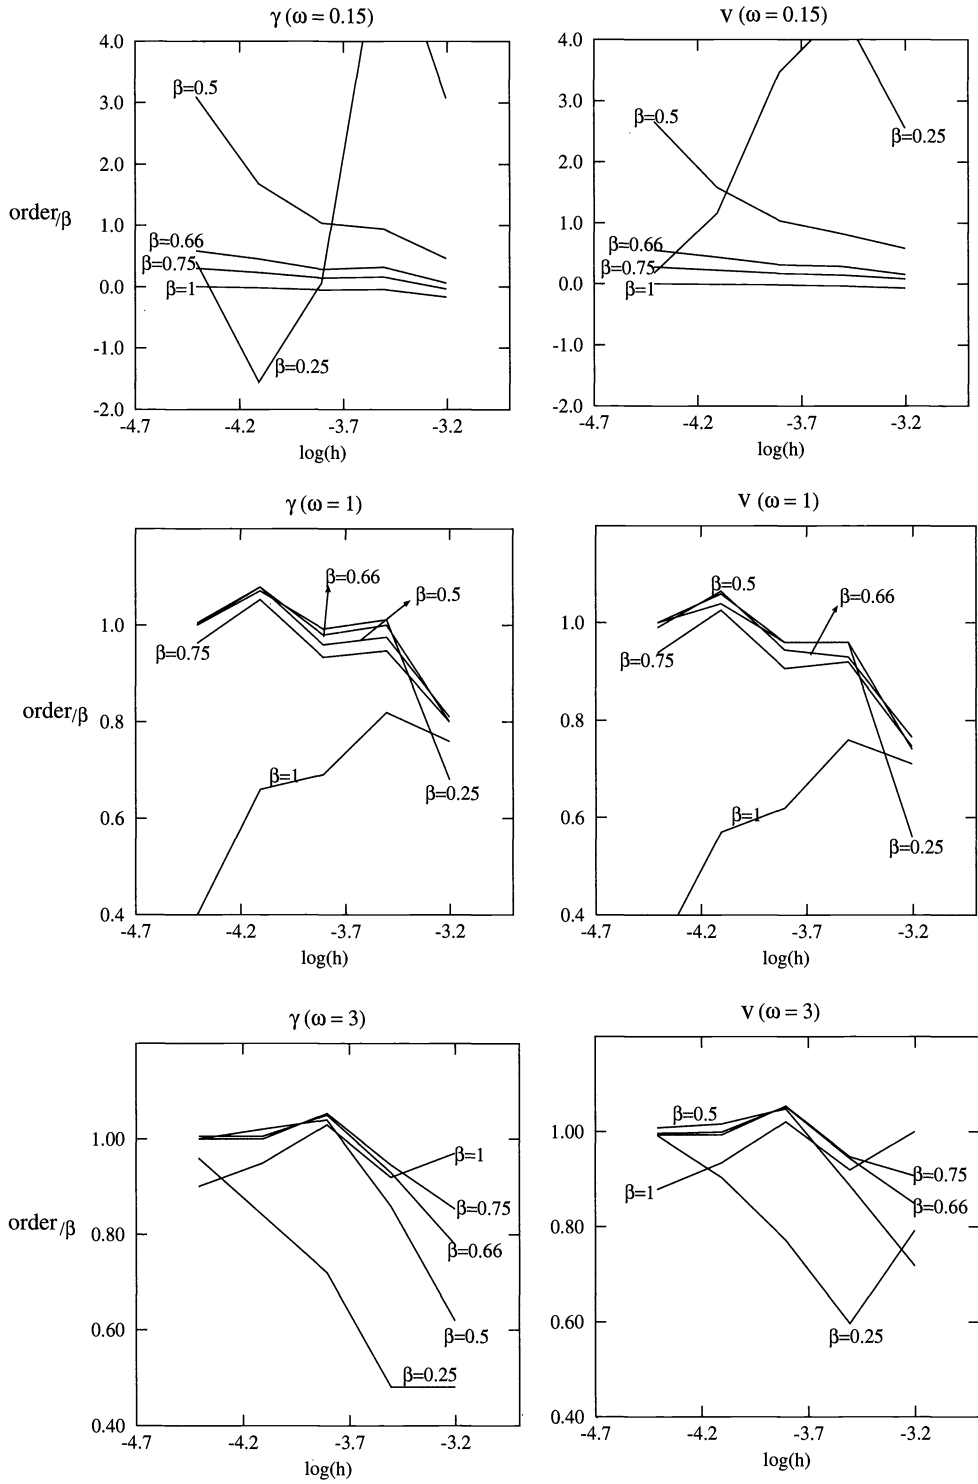 γ (ω = 0.15)
4.0
3.0
2.0
1.0
0.0
-1.0
-2.0
order/β
β=0.5
β=0.66
β=0.75
β=1
β=0.25
-4.7 -4.2 -3.7 -3.2
log(h)
v (ω = 0.15)
4.0
3.0
2.0
1.0
0.0
-1.0
-2.0
β=0.5
β=0.25
β=0.66
β=0.75
β=1
-4.7 -4.2 -3.7 -3.2
log(h)
γ (ω = 1)
1.0
0.8
0.6
0.4
order/β
β=0.66
β=0.5
β=0.75
β=1
β=0.25
-4.7 -4.2 -3.7 -3.2
log(h)
v (ω = 1)
1.0
0.8
0.6
0.4
β=0.5
β=0.66
β=0.75
β=1
β=0.25
-4.7 -4.2 -3.7 -3.2
log(h)
γ (ω = 3)
1.00
0.80
0.60
0.40
order/β
β=1
β=0.75
β=0.66
β=0.5
β=0.25
-4.7 -4.2 -3.7 -3.2
log(h)
v (ω = 3)
1.00
0.80
0.60
0.40
β=0.5
β=0.75
β=1
β=0.66
β=0.25
-4.7 -4.2 -3.7 -3.2
log(h)